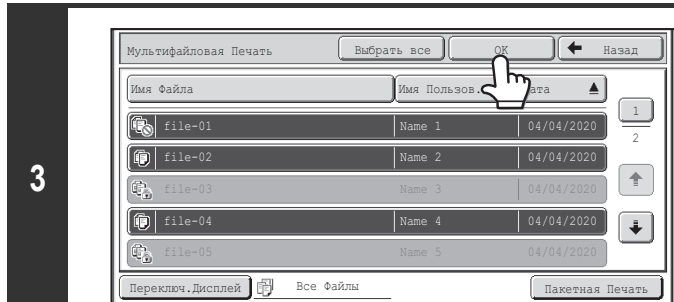 3
Мультифайловая Печать Выбрать все OK Назад
Имя Файла Имя Пользов. ата
file-01 Name 1 04/04/2020
1
2
file-02 Name 2 04/04/2020
file-03 Name 3 04/04/2020
file-04 Name 4 04/04/2020
file-05 Name 5 04/04/2020
Переключ.Дисплей Все Файлы Пакетная Печать